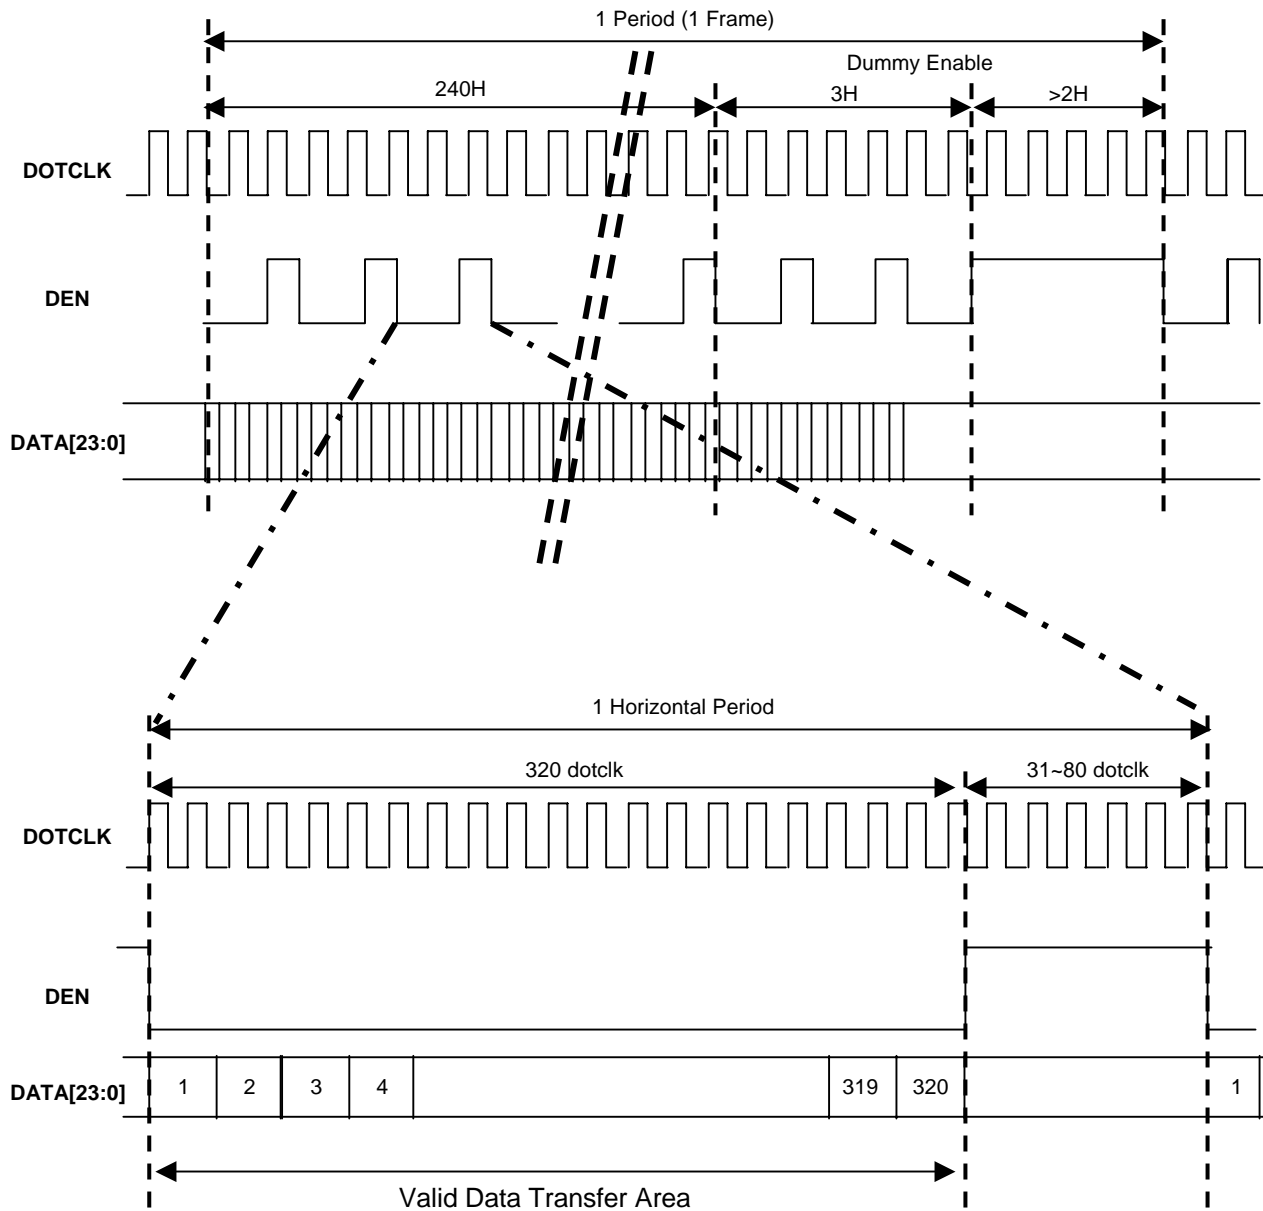 1 Period (1 Frame)
Dummy Enable
240H
3H
>2H
DOTCLK
DEN
DATA[23:0]
1 Horizontal Period
320 dotclk
31~80 dotclk
DOTCLK
DEN
DATA[23:0]
1
2
3
4
319
320
1
Valid Data Transfer Area